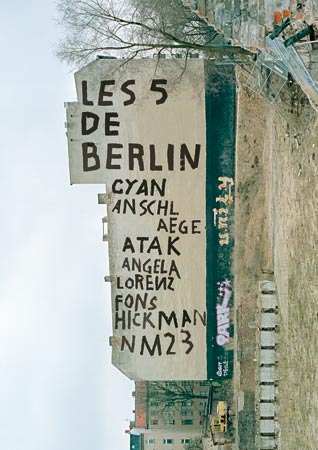 LES 5
DE
BERLIN
CYAN
ANSCHL
AEGE
ATAK
ANGELA
LORENZ
FONS
HICKMAN
NM23